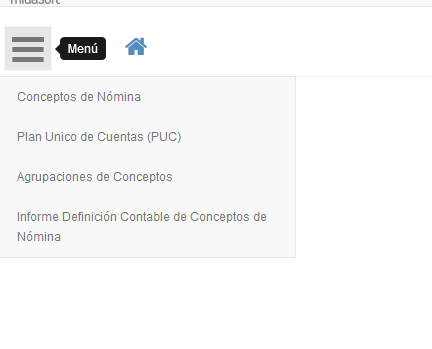 midasoft
Menú
Conceptos de Nómina
Plan Unico de Cuentas (PUC)
Agrupaciones de Conceptos
Informe Definición Contable de Conceptos de
Nómina